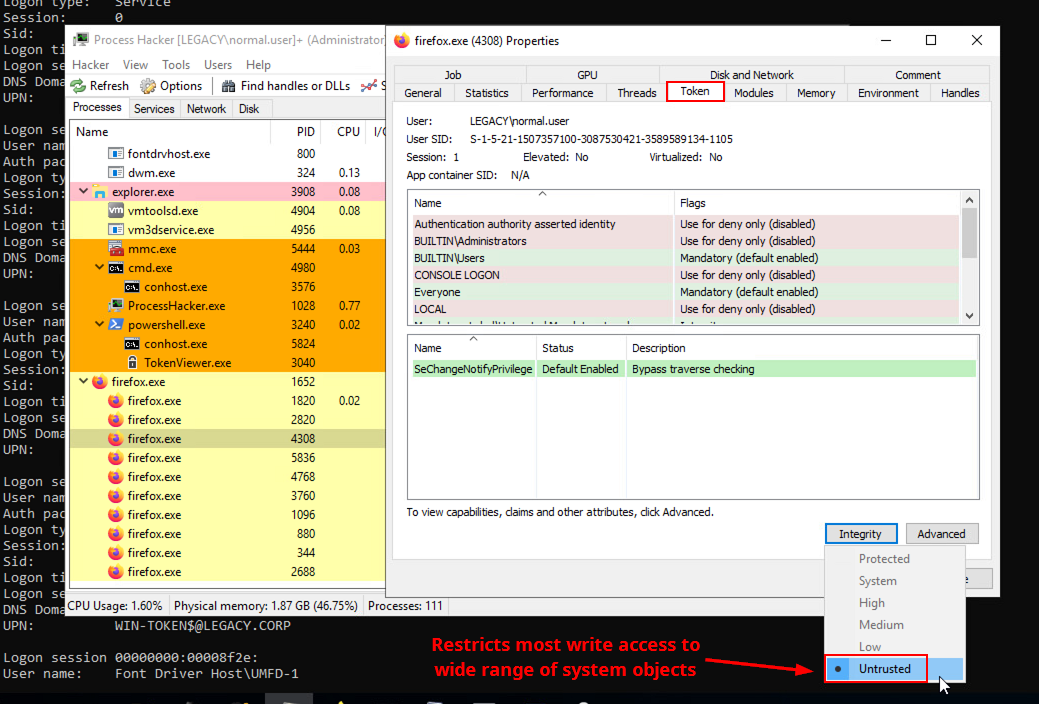 Logon type:   Service
Session:      0
Sid:
Logon ti
Logon se
DNS Doma
UPN:
Logon se
User nam
Auth pac
Logon ty
Session:
Sid:
Logon ti
Logon se
DNS Doma
UPN:
Logon se
User nam
Auth pac
Logon ty
Session:
Sid:
Logon ti
Logon se
DNS Doma
UPN:
Logon se
User nam
Auth pac
Logon ty
Session:
Sid:
Logon ti
Logon se
DNS Doma
UPN:          WIN-TOKEN$@LEGACY.CORP
Logon session 00000000:00008f2e:
User name:    Font Driver Host\UMFD-1
Process Hacker [LEGACY\normal.user]+ (Administrator
Hacker View Tools Users Help
Refresh Options Find handles or DLLs S
Processes Services Network Disk
Name PID CPU I/O
fontdrvhost.exe 800
dwm.exe 324 0.13
explorer.exe 3908 0.08
vmtoolsd.exe 4904 0.08
vm3dservice.exe 4956
mmc.exe 5444 0.03
cmd.exe 4980
conhost.exe 3576
ProcessHacker.exe 1028 0.77
powershell.exe 3240 0.02
conhost.exe 5824
TokenViewer.exe 3040
firefox.exe 1652
firefox.exe 1820 0.02
firefox.exe 2820
firefox.exe 4308
firefox.exe 5836
firefox.exe 4768
firefox.exe 3760
firefox.exe 1096
firefox.exe 880
firefox.exe 344
firefox.exe 2688
CPU Usage: 1.60% Physical memory: 1.87 GB (46.75%) Processes: 111
firefox.exe (4308) Properties
Job GPU Disk and Network Comment
General Statistics Performance Threads Token Modules Memory Environment Handles
User: LEGACY\normal.user
User SID: S-1-5-21-1507357100-3087530421-3589589134-1105
Session: 1 Elevated: No Virtualized: No
App container SID: N/A
Name Flags
Authentication authority asserted identity Use for deny only (disabled)
BUILTIN\Administrators Use for deny only (disabled)
BUILTIN\Users Mandatory (default enabled)
CONSOLE LOGON Use for deny only (disabled)
Everyone Mandatory (default enabled)
LOCAL Use for deny only (disabled)
Name Status Description
SeChangeNotifyPrivilege Default Enabled Bypass traverse checking
To view capabilities, claims and other attributes, click Advanced.
Integrity Advanced
Protected
System
High
Medium
Low
Untrusted
Restricts most write access to
wide range of system objects